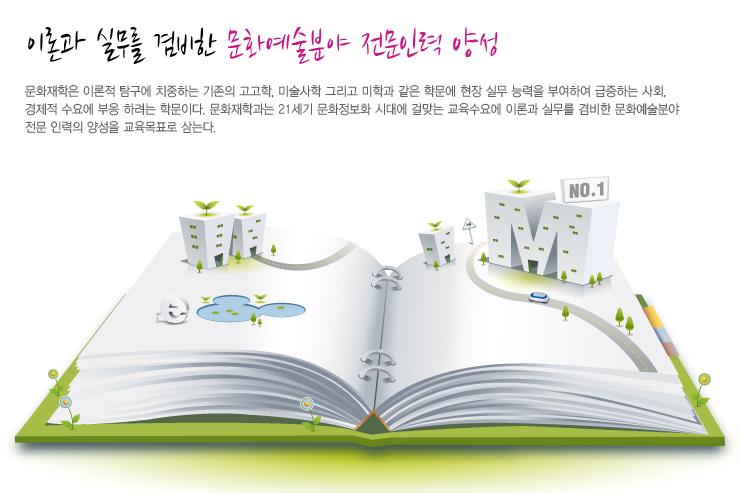 이론과 실무를 겸비한 문화예술분야 전문인력 양성
문화재학은 이론적 탐구에 치중하는 기존의 고고학, 미술사학 그리고 미학과 같은 학문에 현장 실무 능력을 부여하여 급증하는 사회,
경제적 수요에 부응 하려는 학문이다. 문화재학과는 21세기 문화정보화 시대에 걸맞는 교육수요에 이론과 실무를 겸비한 문화예술분야
전문 인력의 양성을 교육목표로 삼는다.
NO.1
M
e